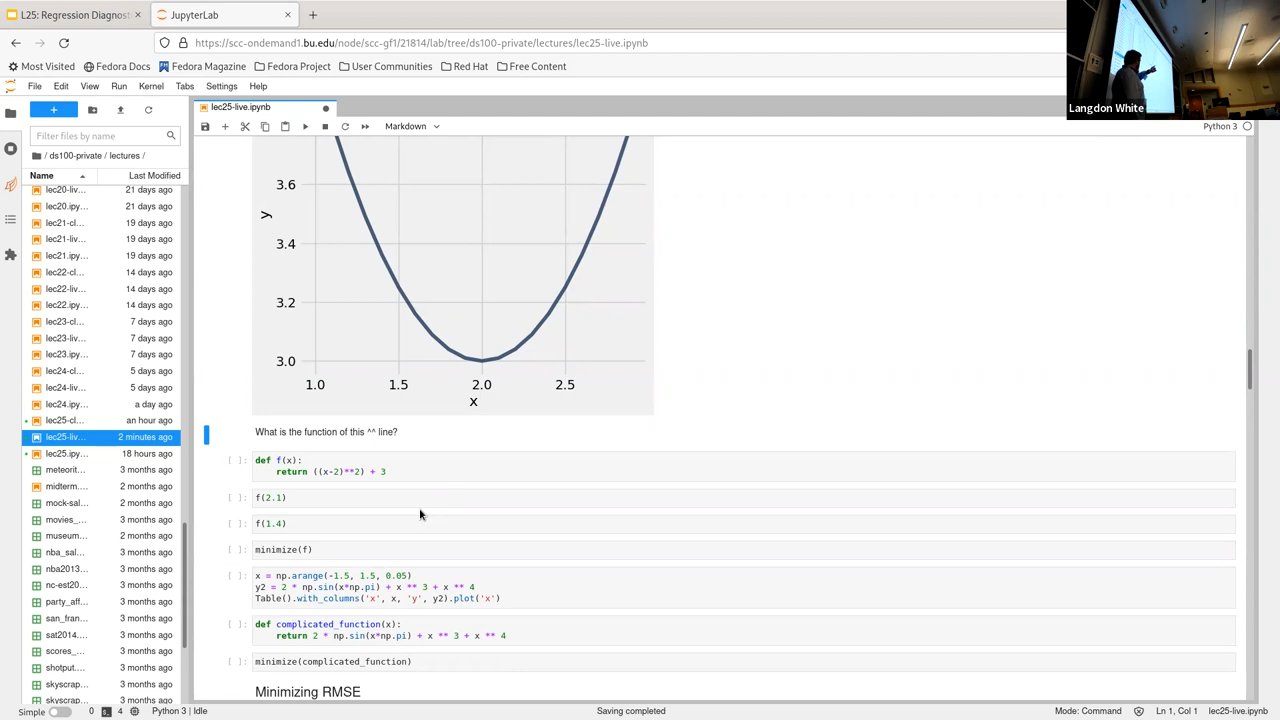 L25: Regression Diagnost
JupyterLab
https://scc-ondemand1.bu.edu/node/scc-gf1/21814/lab/tree/ds100-private/lectures/lec25-live.ipynb
Most Visited
Fedora Docs
Fedora Magazine
Fedora Project
User Communities
Red Hat
Free Content
Langdon White
File Edit View Run Kernel Tabs Settings Help
lec25-live.ipynb
Markdown
Python 3
Filter files by name
/ ds100-private / lectures /
Name Last Modified
lec20-liv... 21 days ago
lec20.ipy... 21 days ago
lec21-cl... 19 days ago
lec21-liv... 19 days ago
lec21.ipy... 19 days ago
lec22-cl... 14 days ago
lec22-liv... 14 days ago
lec22.ipy... 14 days ago
lec23-cl... 7 days ago
lec23-liv... 7 days ago
lec23.ipy... 7 days ago
lec24-cl... 5 days ago
lec24-liv... 5 days ago
lec24.ipy... a day ago
lec25-cl... an hour ago
lec25-liv... 2 minutes ago
lec25.ipy... 18 hours ago
meteorit... 3 months ago
midterm.... 2 months ago
mock-sal... 2 months ago
movies_... 3 months ago
museum... 2 months ago
nba_sal... 3 months ago
nba2013... 3 months ago
nc-est20... 3 months ago
party_aff... 3 months ago
san_fran... 3 months ago
sat2014.... 3 months ago
scores_... 3 months ago
shotput.... 3 months ago
skyscrap... 3 months ago
skyscrap... 3 months ago
3.6
y
3.4
3.2
3.0
1.0 1.5 2.0 2.5
x
What is the function of this ^^ line?
[ ]: def f(x):
return ((x-2)**2) + 3
[ ]: f(2.1)
[ ]: f(1.4)
[ ]: minimize(f)
[ ]: x = np.arange(-1.5, 1.5, 0.05)
y2 = 2 * np.sin(x*np.pi) + x ** 3 + x ** 4
Table().with_columns('x', x, 'y', y2).plot('x')
[ ]: def complicated_function(x):
return 2 * np.sin(x*np.pi) + x ** 3 + x ** 4
[ ]: minimize(complicated_function)
Minimizing RMSE
Simple 0 4 Python 3 | Idle Saving completed Mode: Command Ln 1, Col 1 lec25-live.ipynb